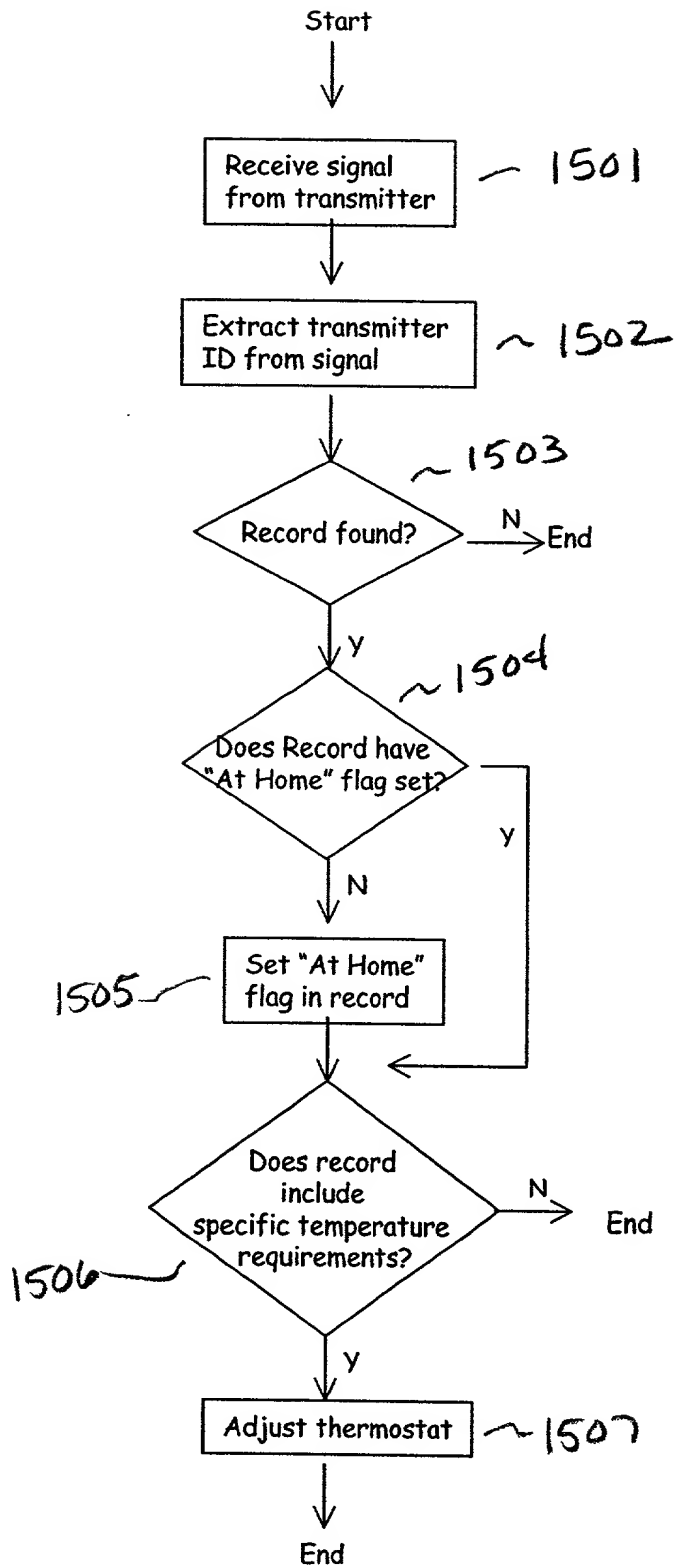 Start
Receive signal
from transmitter
1501
Extract transmitter
ID from signal
1502
1503
Record found?
N
End
Y
1504
Does Record have
“At Home” flag set?
Y
N
Set “At Home”
flag in record
1505
Does record
include
specific temperature
requirements?
N
End
1506
Y
Adjust thermostat
1507
End